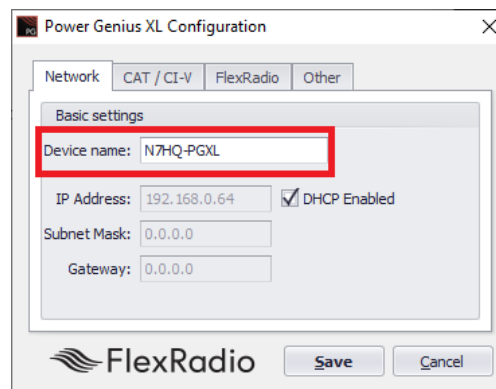 PG Power Genius XL Configuration
Network CAT / CI-V FlexRadio Other
Basic settings
Device name: N7HQ-PGXL
IP Address: 192.168.0.64 DHCP Enabled
Subnet Mask: 0.0.0.0
Gateway: 0.0.0.0
FlexRadio Save Cancel